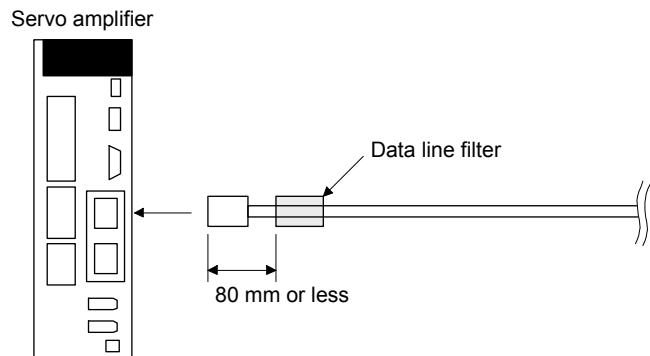 Servo amplifier
Data line filter
80 mm or less